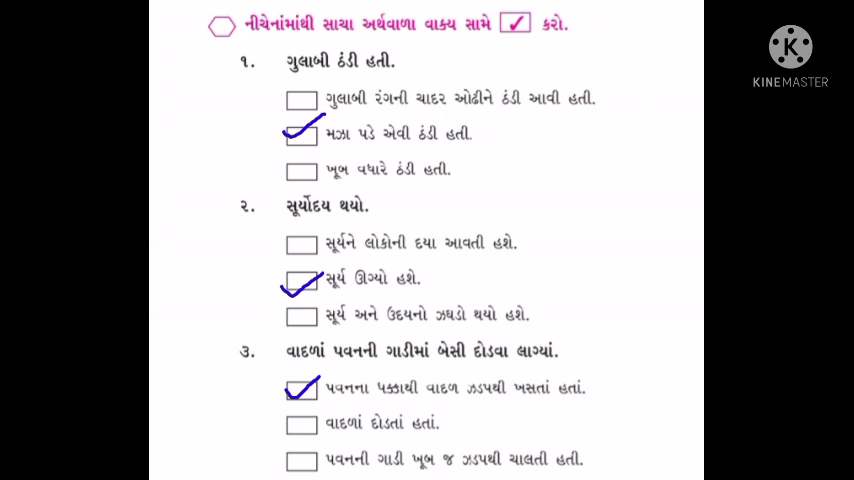 નીચેનાંમાંથી સાચા અર્થવાળા વાક્ય સામે ✓ કરો.
૧. ગુલાબી ઠંડી હતી.
ગુલાબી રંગની ચાદર ઓઢીને ઠંડી આવી હતી.
મઝા પડે એવી ઠંડી હતી.
ખૂબ વધારે ઠંડી હતી.
૨. સૂર્યોદય થયો.
સૂર્યને લોકોની દયા આવતી હશે.
સૂર્ય ઊગ્યો હશે.
સૂર્ય અને ઉદયનો ઝઘડો થયો હશે.
૩. વાદળાં પવનની ગાડીમાં બેસી દોડવા લાગ્યાં.
પવનના ધક્કાથી વાદળ ઝડપથી ખસતાં હતાં.
વાદળાં દોડતાં હતાં.
પવનની ગાડી ખૂબ જ ઝડપથી ચાલતી હતી.
K
KINEMASTER